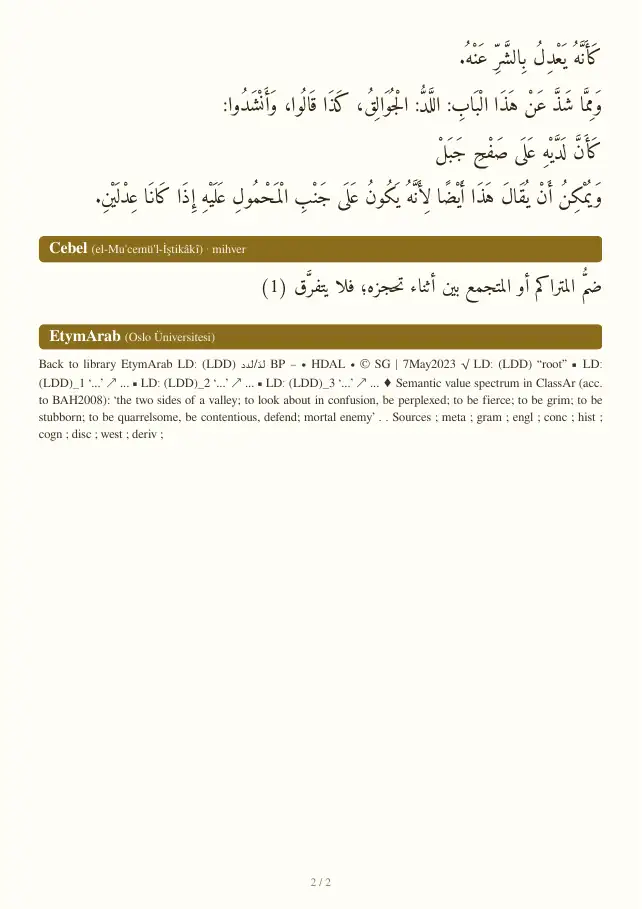 كَأَنَّهُ يَعْدِلُ بِالشَّرِّ عَنْهُ.
وَمِمَّا شَذَّ عَنْ هَذَا الْبَابِ: اللَّدُّ: الْجُوَالِقُ، كَذَا قَالُوا، وَأَنْشَدُوا:
كَأَنَّ لَدَّيْهِ عَلَى صَفْحِ جَبَلْ
وَيُمْكِنُ أَنْ يُقَالَ هَذَا أَيْضًا لِأَنَّهُ يَكُونُ عَلَى جَنْبِ الْمَحْمُولِ عَلَيْهِ إِذَا كَانَا عِدْلَيْنِ.
Cebel (el-Mu'cemü'l-İştikâkî) · mihver
ضمُّ المتراكم أو المتجمع بين أثناء تحجزه؛ فلا يتفرَّق (1)
EtymArab (Oslo Üniversitesi)
Back to library EtymArab LD: (LDD) لدّ/لدد BP – • HDAL • © SG | 7May2023 √ LD: (LDD) “root” ▪ LD:
(LDD)_1 ‘...’ ↗ ... ▪ LD: (LDD)_2 ‘...’ ↗ ... ▪ LD: (LDD)_3 ‘...’ ↗ ... ♦ Semantic value spectrum in ClassAr (acc.
to BAH2008): ‘the two sides of a valley; to look about in confusion, be perplexed; to be fierce; to be grim; to be
stubborn; to be quarrelsome, be contentious, defend; mortal enemy’ . . Sources ; meta ; gram ; engl ; conc ; hist ;
cogn ; disc ; west ; deriv ;
2 / 2